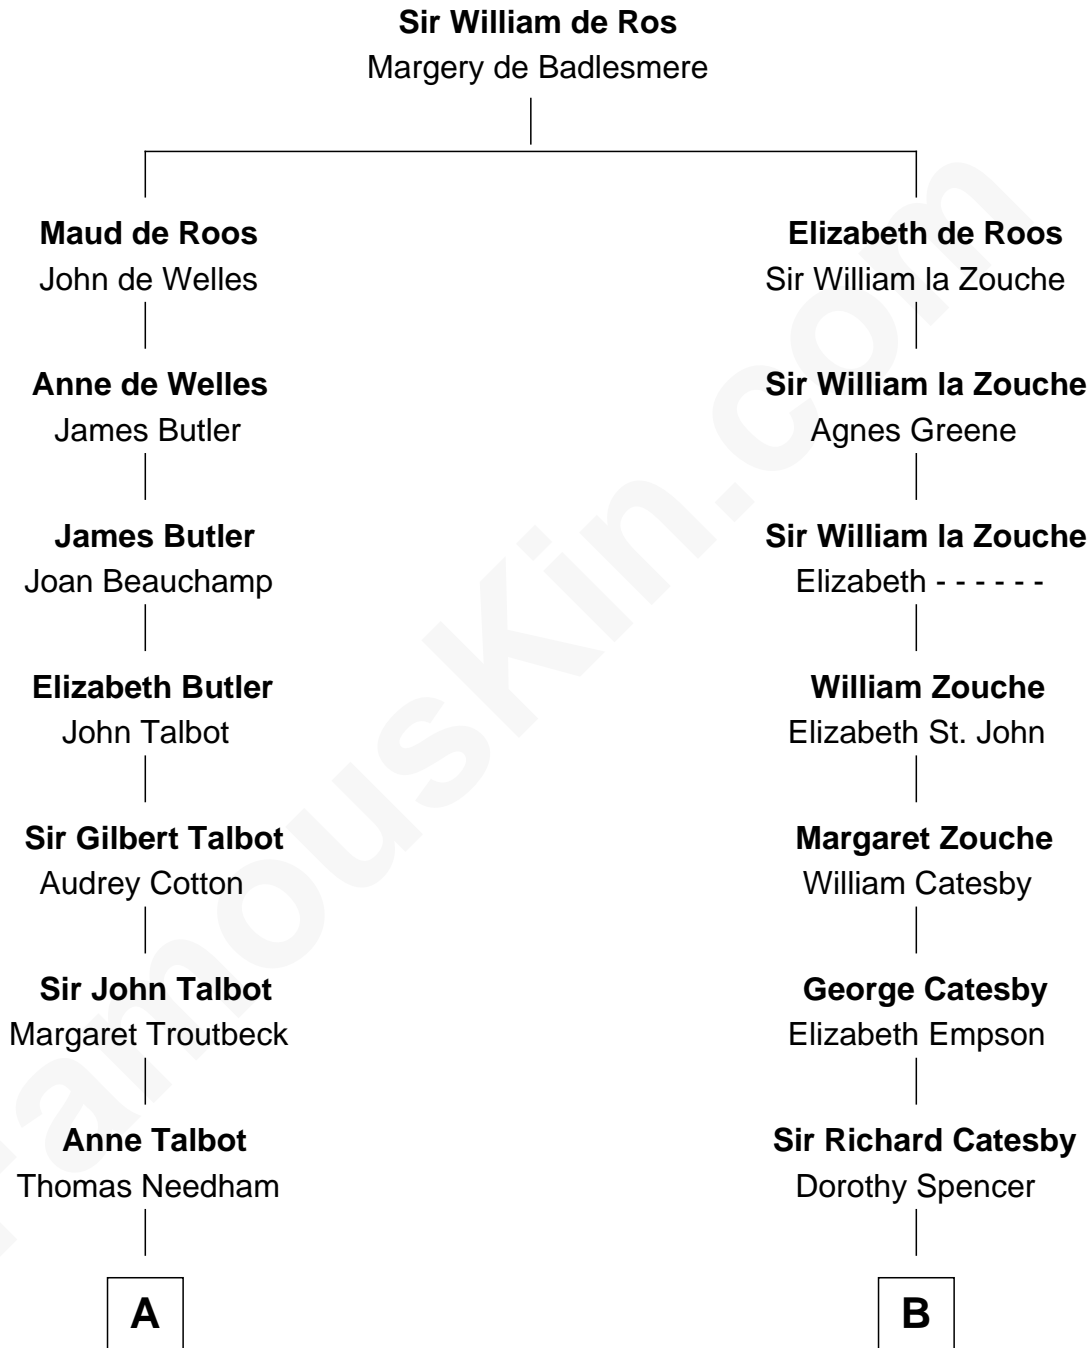 Sir William de Ros
Margery de Badlesmere
Maud de Roos
John de Welles
Elizabeth de Roos
Sir William la Zouche
Anne de Welles
James Butler
Sir William la Zouche
Agnes Greene
James Butler
Joan Beauchamp
Sir William la Zouche
Elizabeth - - - - - -
Elizabeth Butler
John Talbot
William Zouche
Elizabeth St. John
Sir Gilbert Talbot
Audrey Cotton
Margaret Zouche
William Catesby
Sir John Talbot
Margaret Troutbeck
George Catesby
Elizabeth Empson
Anne Talbot
Thomas Needham
Sir Richard Catesby
Dorothy Spencer
A
B
FamousKin.com